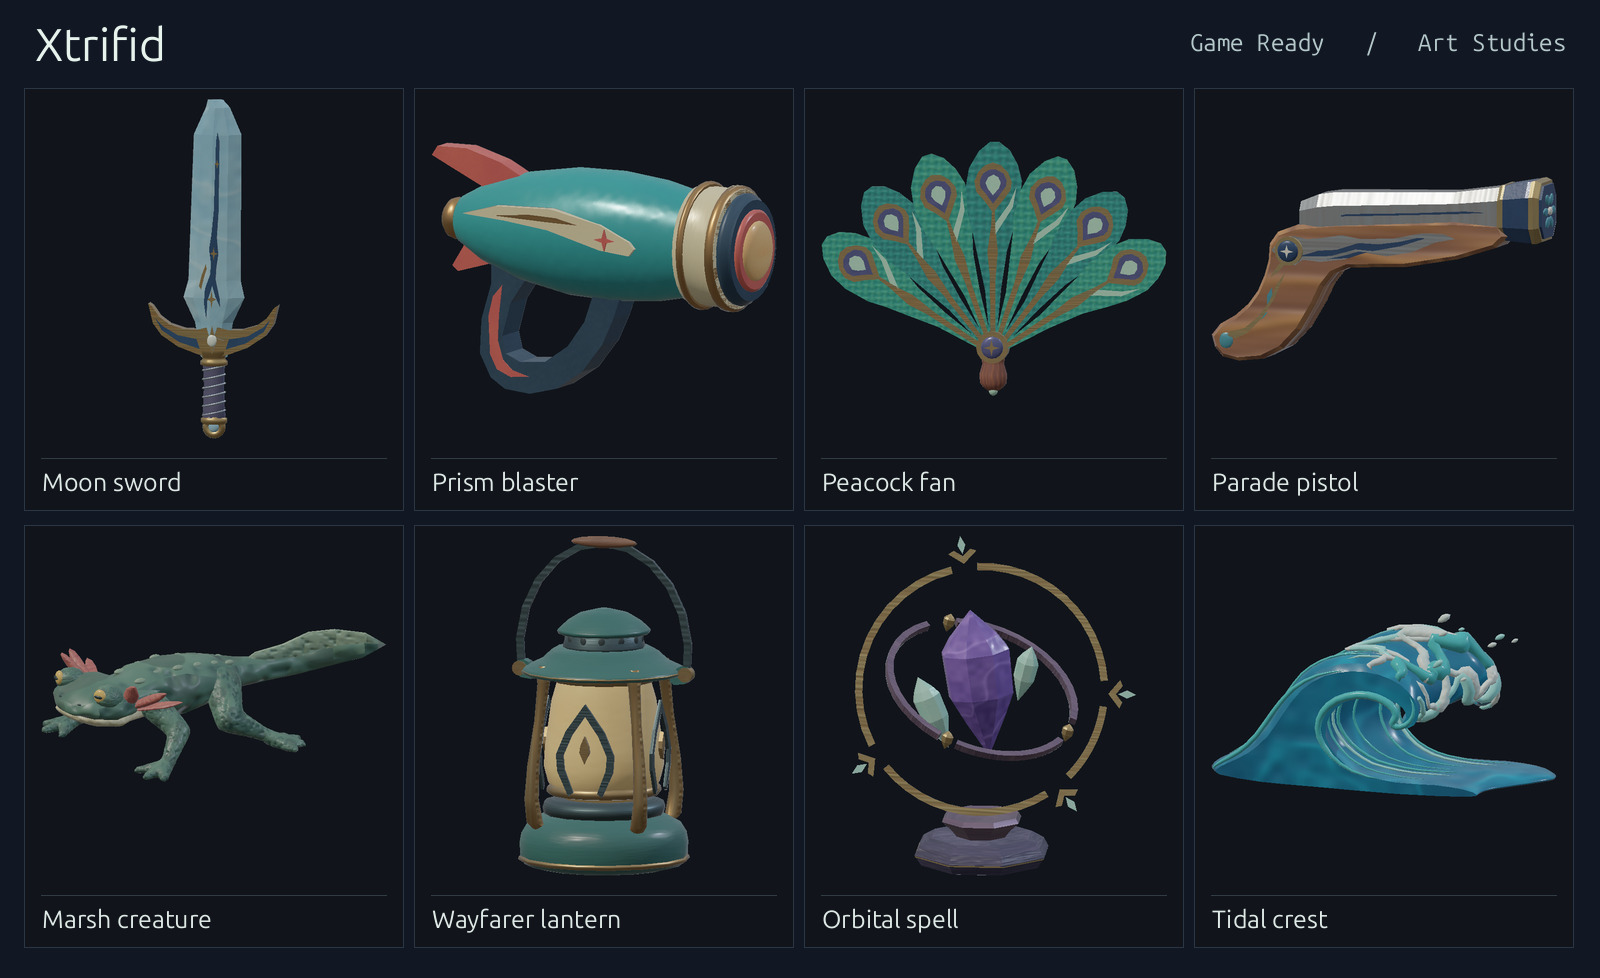 Xtrifid
Game Ready / Art Studies
Moon sword
Prism blaster
Peacock fan
Parade pistol
Marsh creature
Wayfarer lantern
Orbital spell
Tidal crest